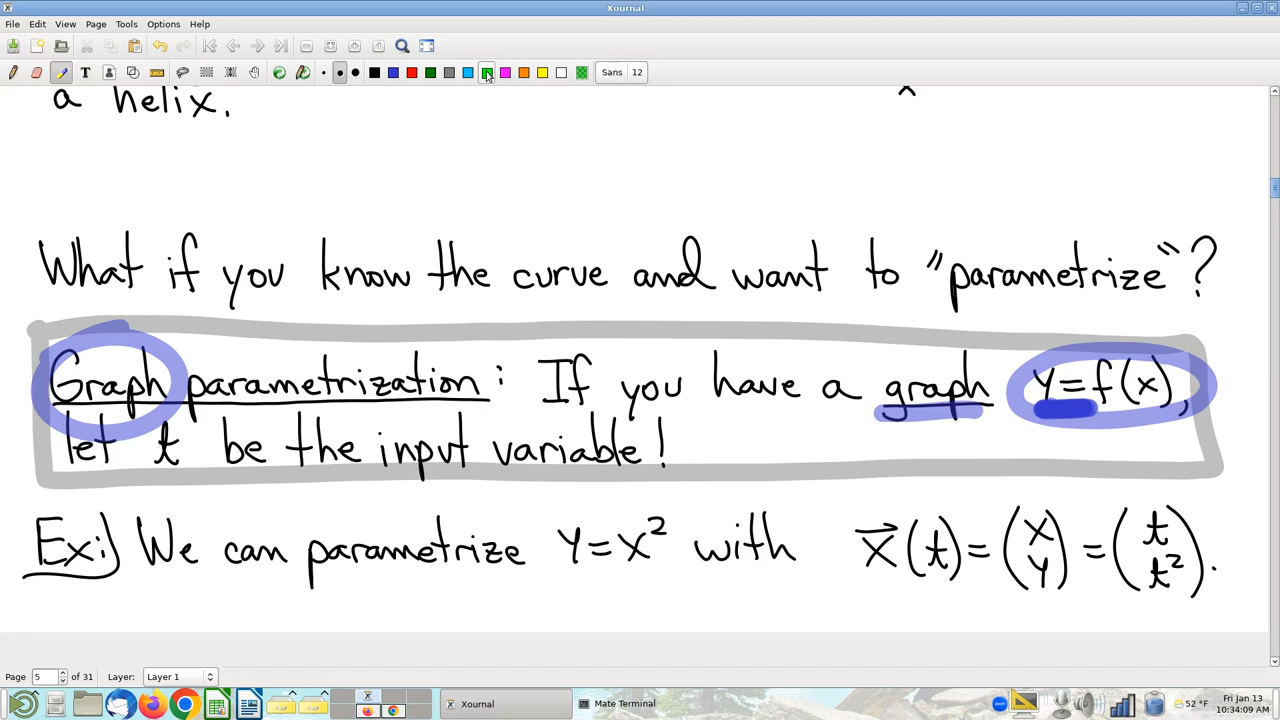 Xournal
File Edit View Page Tools Options Help
Sans 12
a helix.
x
What if you know the curve and want to "parametrize"?
Graph parametrization: If you have a graph y=f(x),
let t be the input variable!
Ex: We can parametrize y=x² with x⃗(t)=(x y)=(t t²).
Page 5 of 31 Layer: Layer 1
Xournal Mate Terminal 52 °F Fri Jan 13
10:34:09 AM